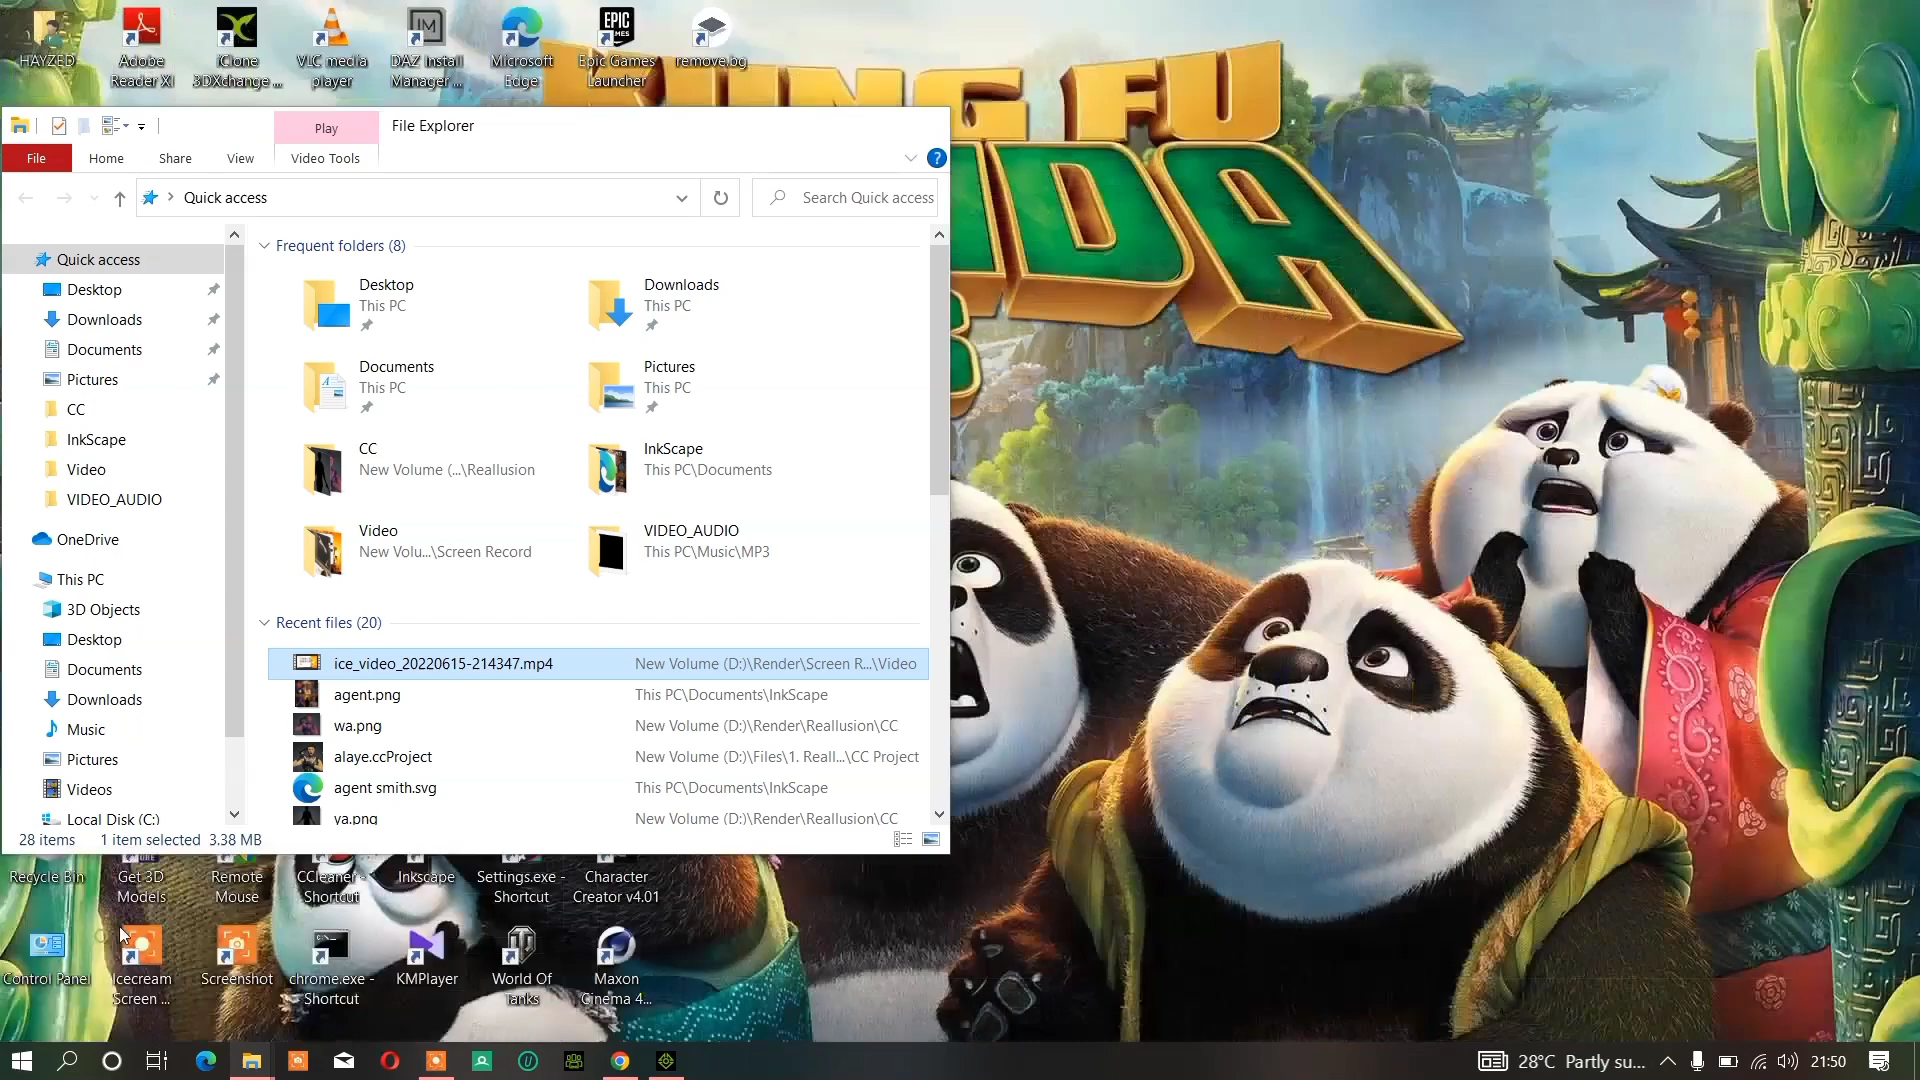 HAYZED
Adobe Reader XI
iClone 3DXchange ...
VLC media player
DAZ Install Manager ...
Microsoft Edge
Epic Games Launcher
remove.bg
EPIC
GAMES
IM
KUNG FU
Play
File Explorer
File
Home
Share
View
Video Tools
Quick access
Search Quick access
Quick access
Desktop
Downloads
Documents
Pictures
CC
InkScape
Video
VIDEO_AUDIO
OneDrive
This PC
3D Objects
Desktop
Documents
Downloads
Music
Pictures
Videos
Local Disk (C:)
Frequent folders (8)
Desktop
This PC
Downloads
This PC
Documents
This PC
Pictures
This PC
CC
New Volume (...\Reallusion
InkScape
This PC\Documents
Video
New Volu...\Screen Record
VIDEO_AUDIO
This PC\Music\MP3
Recent files (20)
ice_video_20220615-214347.mp4 New Volume (D:)\Render\Screen R...\Video
agent.png This PC\Documents\InkScape
wa.png New Volume (D:)\Render\Reallusion\CC
alaye.ccProject New Volume (D:)\Files\1. Reall...\CC Project
agent smith.svg This PC\Documents\InkScape
ya.png New Volume (D:)\Render\Reallusion\CC
28 items 1 item selected 3.38 MB
Recycle Bin
Get 3D Models
Remote Mouse
CCleaner - Shortcut
Inkscape
Settings.exe - Shortcut
Character Creator v4.01
Control Panel
Icecream Screen ...
Screenshot
chrome.exe - Shortcut
KMPlayer
World Of Tanks
Maxon Cinema 4...
28°C Partly su...
21:50